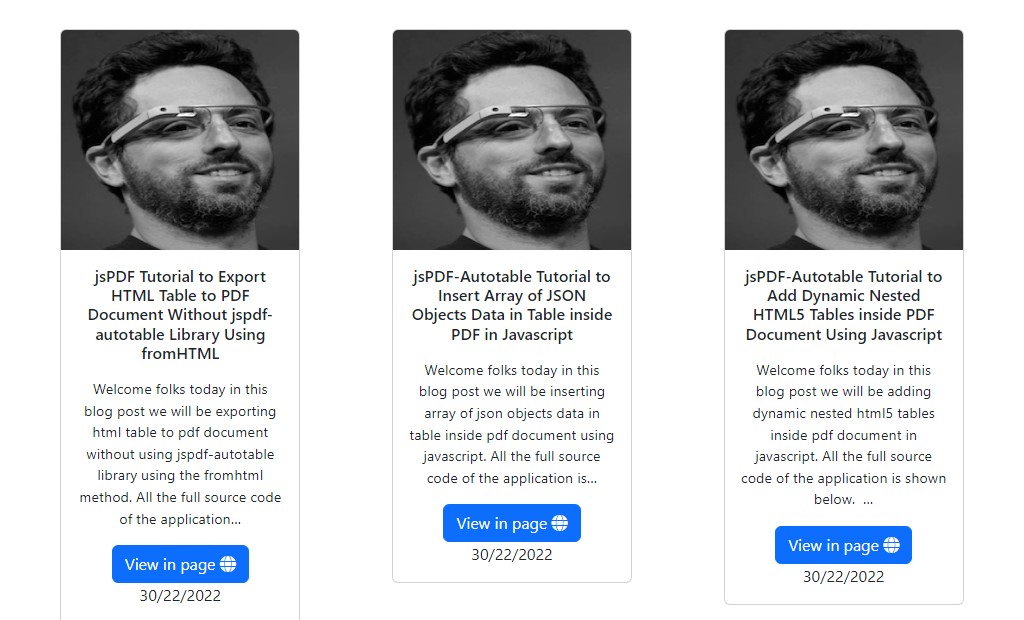 jsPDF Tutorial to Export
HTML Table to PDF
Document Without jspdf-
autotable Library Using
fromHTML
Welcome folks today in this
blog post we will be exporting
html table to pdf document
without using jspdf-autotable
library using the fromhtml
method. All the full source code
of the application...
View in page
30/22/2022
jsPDF-Autotable Tutorial to
Insert Array of JSON
Objects Data in Table inside
PDF in Javascript
Welcome folks today in this
blog post we will be inserting
array of json objects data in
table inside pdf document using
javascript. All the full source
code of the application is...
View in page
30/22/2022
jsPDF-Autotable Tutorial to
Add Dynamic Nested
HTML5 Tables inside PDF
Document Using Javascript
Welcome folks today in this
blog post we will be adding
dynamic nested html5 tables
inside pdf document in
javascript. All the full source
code of the application is shown
below. ...
View in page
30/22/2022